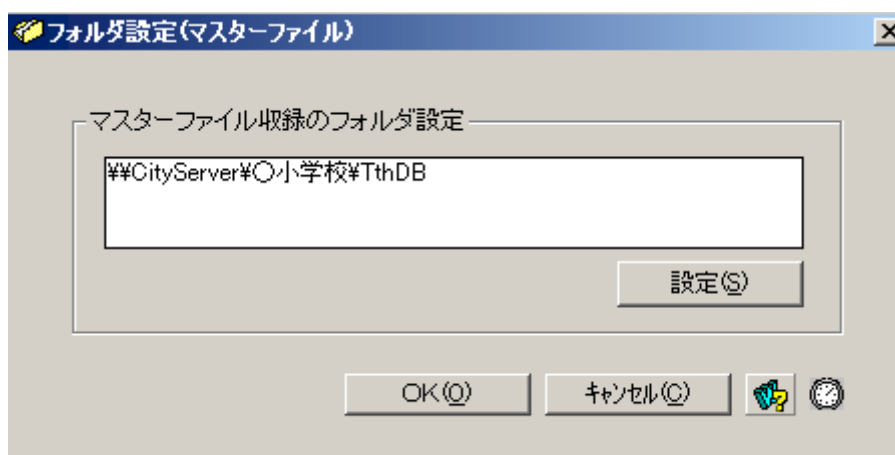 フォルダ設定(マスターファイル)
マスターファイル収録のフォルダ設定
¥¥CityServer¥〇小学校¥TthDB
設定(S)
OK(O) キャンセル(C)